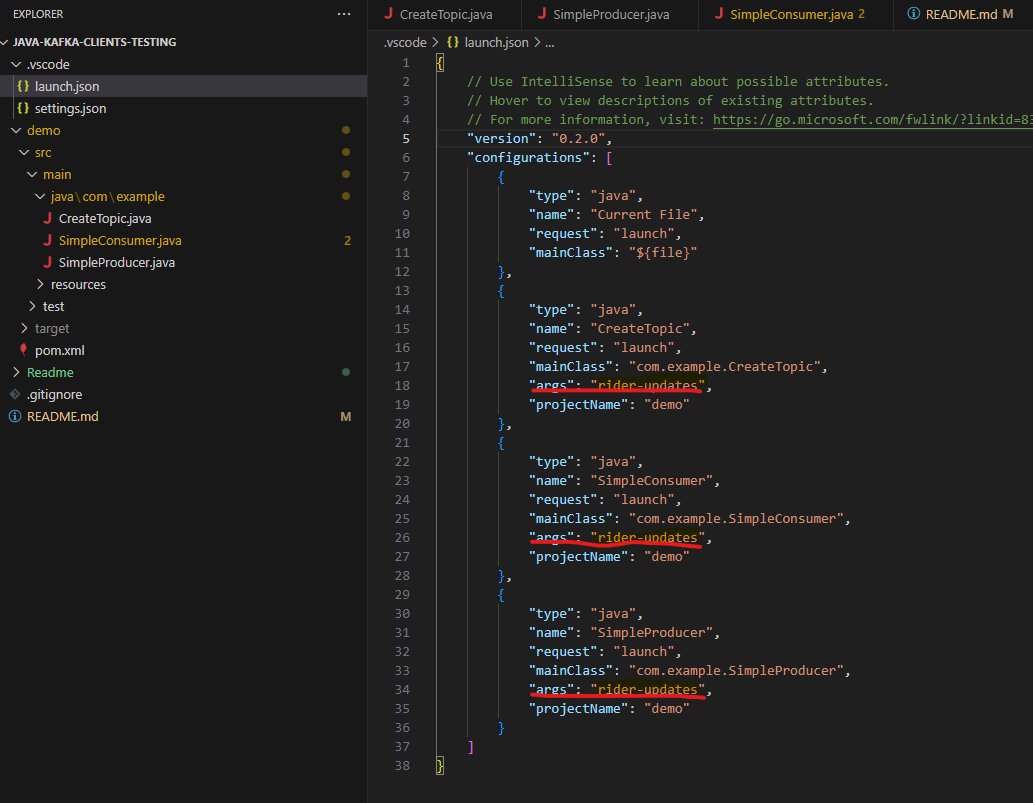 EXPLORER
...
JAVA-KAFKA-CLIENTS-TESTING
.vscode
{} launch.json
{} settings.json
demo
src
main
java\com\example
J CreateTopic.java
J SimpleConsumer.java 2
J SimpleProducer.java
resources
test
target
pom.xml
Readme
.gitignore
README.md M
J CreateTopic.java J SimpleProducer.java J SimpleConsumer.java 2 README.md M
.vscode > {} launch.json > ...
1 {
2 // Use IntelliSense to learn about possible attributes.
3 // Hover to view descriptions of existing attributes.
4 // For more information, visit: https://go.microsoft.com/fwlink/?linkid=83
5 "version": "0.2.0",
6 "configurations": [
7 {
8 "type": "java",
9 "name": "Current File",
10 "request": "launch",
11 "mainClass": "${file}"
12 },
13 {
14 "type": "java",
15 "name": "CreateTopic",
16 "request": "launch",
17 "mainClass": "com.example.CreateTopic",
18 "args": "rider-updates",
19 "projectName": "demo"
20 },
21 {
22 "type": "java",
23 "name": "SimpleConsumer",
24 "request": "launch",
25 "mainClass": "com.example.SimpleConsumer",
26 "args": "rider-updates",
27 "projectName": "demo"
28 },
29 {
30 "type": "java",
31 "name": "SimpleProducer",
32 "request": "launch",
33 "mainClass": "com.example.SimpleProducer",
34 "args": "rider-updates",
35 "projectName": "demo"
36 }
37 ]
38 }